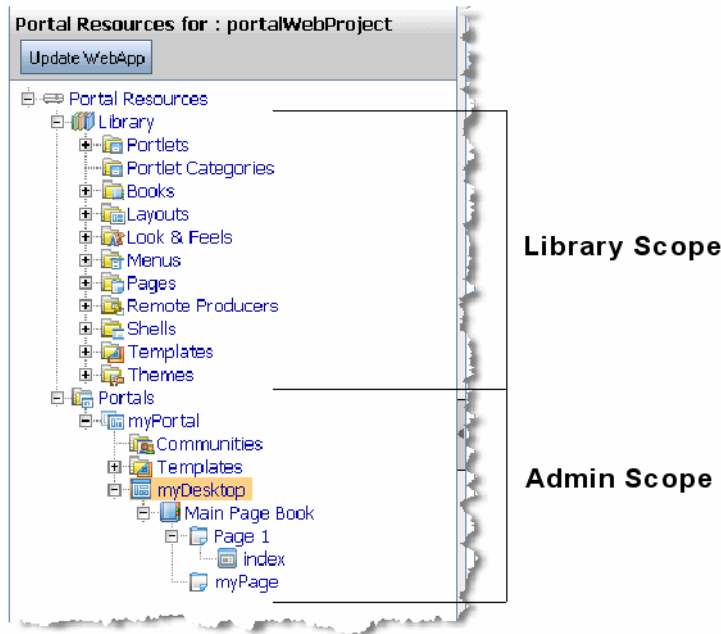 Portal Resources for : portalWebProject
Update WebApp
Portal Resources
Library
Portlets
Portlet Categories
Books
Layouts
Look & Feels
Menus
Pages
Remote Producers
Shells
Templates
Themes
Library Scope
Portals
myPortal
Communities
Templates
myDesktop
Main Page Book
Page 1
index
myPage
Admin Scope